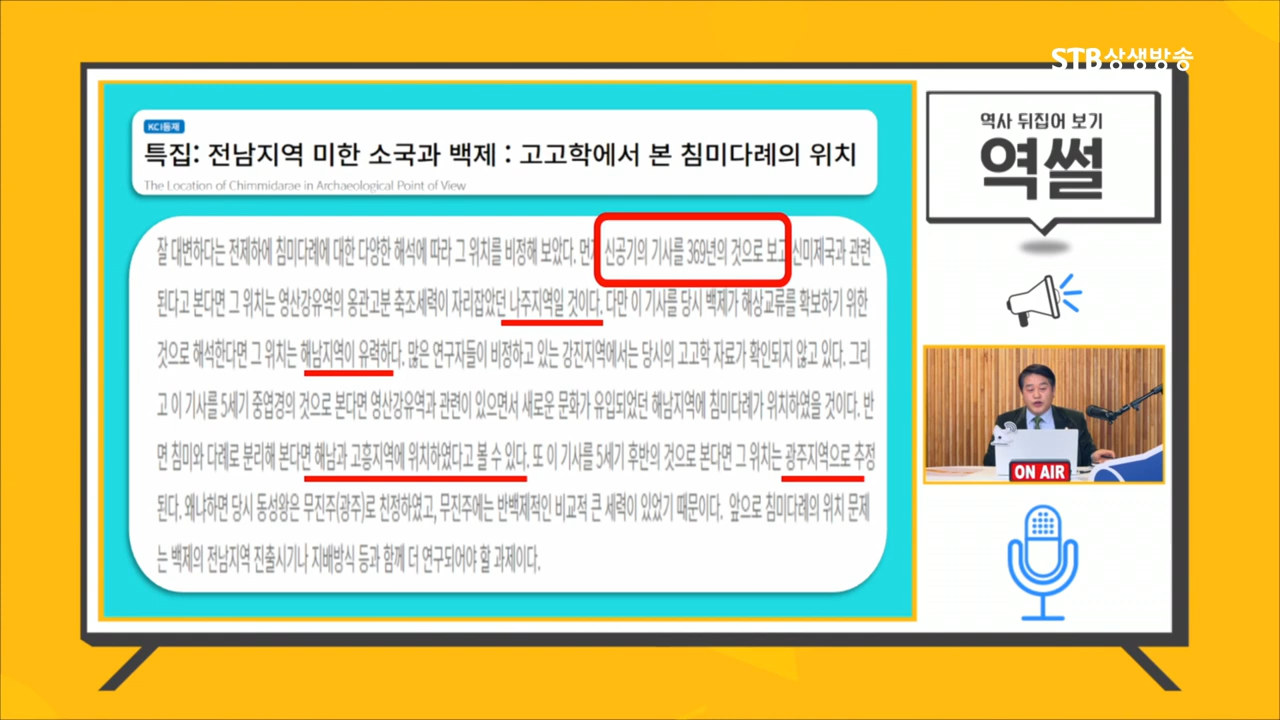 STB상생방송
KCI등재
특집: 전남지역 미한 소국과 백제 : 고고학에서 본 침미다례의 위치
The Location of Chimmidarae in Archaeological Point of View
잘 대변하다는 전제하에 침미다례에 대한 다양한 해석에 따라 그 위치를 비정해 보았다. 먼저 신공기의 기사를 369년의 것으로 보고 신미제국과 관련
된다고 본다면 그 위치는 영산강유역의 옹관고분 축조세력이 자리잡았던 나주지역일 것이다. 다만 이 기사를 당시 백제가 해상교류를 확보하기 위한
것으로 해석한다면 그 위치는 해남지역이 유력하다. 많은 연구자들이 비정하고 있는 강진지역에서는 당시의 고고학 자료가 확인되지 않고 있다. 그리
고 이 기사를 5세기 중엽경의 것으로 본다면 영산강유역과 관련이 있으면서 새로운 문화가 유입되었던 해남지역에 침미다례가 위치하였을 것이다. 반
면 침미와 다례로 분리해 본다면 해남과 고흥지역에 위치하였다고 볼 수 있다. 또 이 기사를 5세기 후반의 것으로 본다면 그 위치는 광주지역으로 추정
된다. 왜냐하면 당시 동성왕은 무진주(광주)로 친정하였고, 무진주에는 반백제적인 비교적 큰 세력이 있었기 때문이다. 앞으로 침미다례의 위치 문제
는 백제의 전남지역 진출시기나 지배방식 등과 함께 더 연구되어야 할 과제이다.
역사 뒤집어 보기
역썰
ON AIR